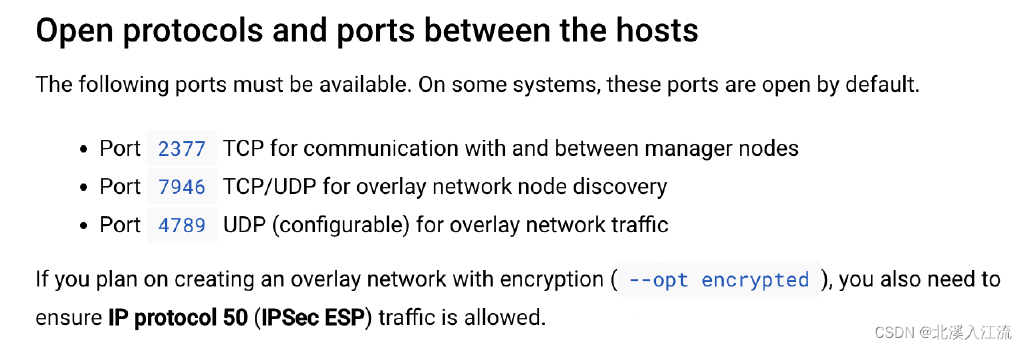 Open protocols and ports between the hosts
The following ports must be available. On some systems, these ports are open by default.
• Port 2377 TCP for communication with and between manager nodes
• Port 7946 TCP/UDP for overlay network node discovery
• Port 4789 UDP (configurable) for overlay network traffic
If you plan on creating an overlay network with encryption ( --opt encrypted ), you also need to
ensure IP protocol 50 (IPSec ESP) traffic is allowed.
CSDN @北溪入江流